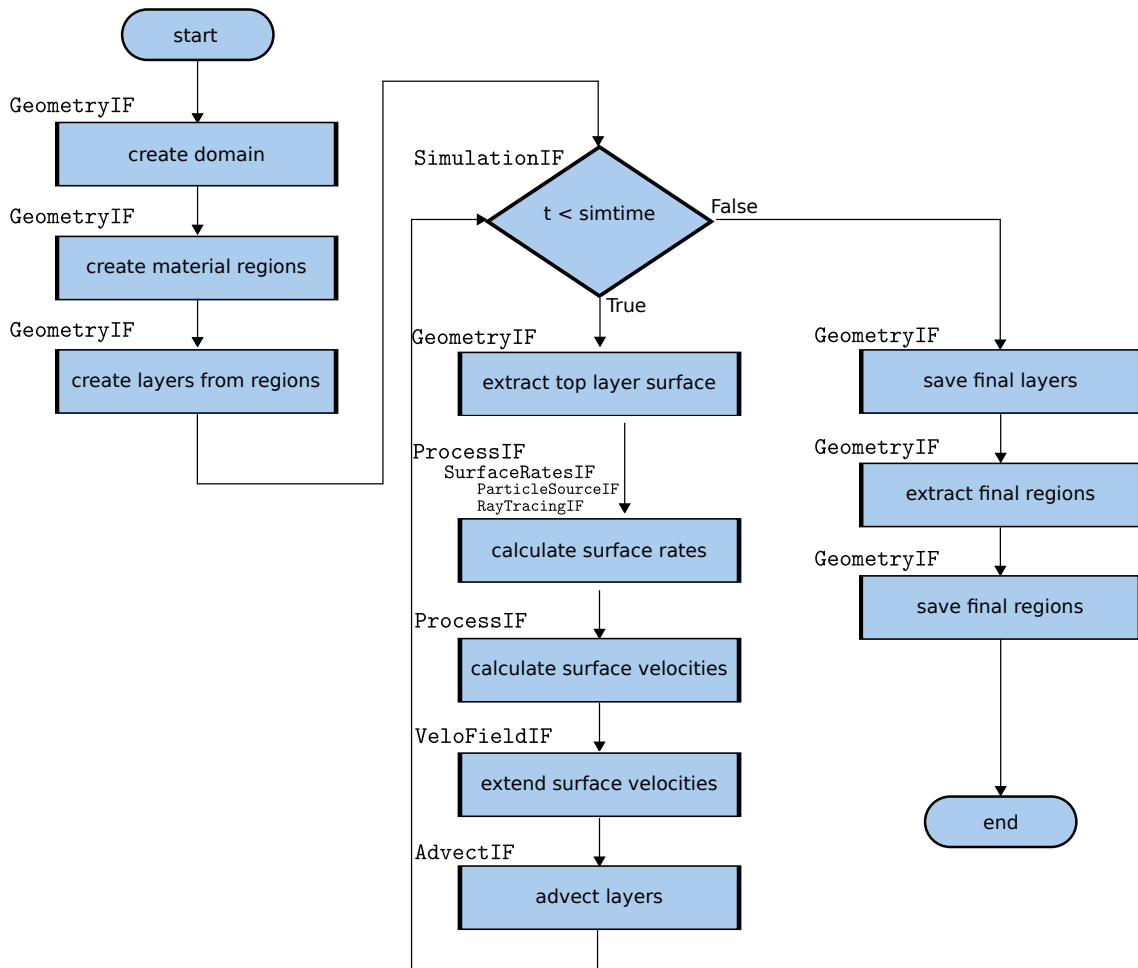 start
GeometryIF
create domain
GeometryIF
create material regions
GeometryIF
create layers from regions
SimulationIF
t < simtime
False
True
GeometryIF
extract top layer surface
ProcessIF
SurfaceRatesIF
ParticleSourceIF
RayTracingIF
calculate surface rates
ProcessIF
calculate surface velocities
VeloFieldIF
extend surface velocities
AdvectIF
advect layers
GeometryIF
save final layers
GeometryIF
extract final regions
GeometryIF
save final regions
end